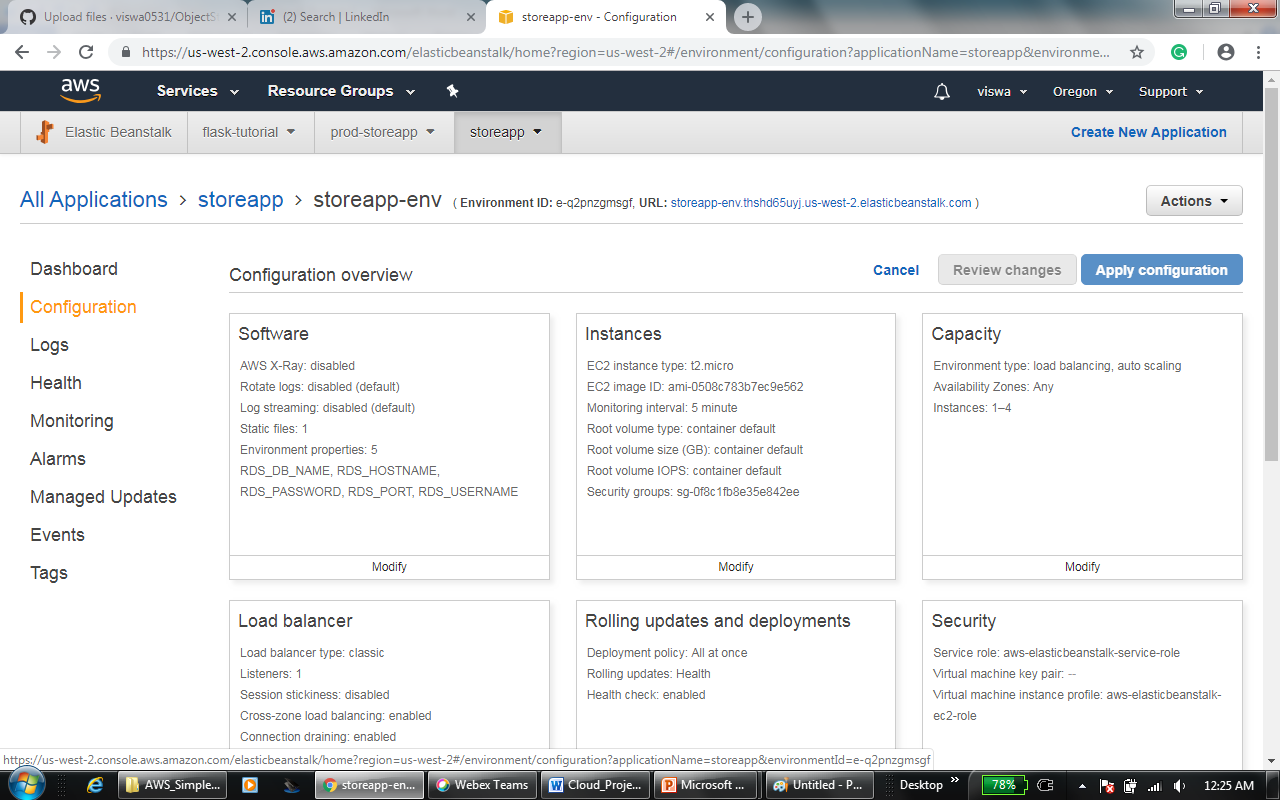 Upload files · viswa0531/ObjectS
(2) Search | LinkedIn
storeapp-env - Configuration
https://us-west-2.console.aws.amazon.com/elasticbeanstalk/home?region=us-west-2#/environment/configuration?applicationName=storeapp&environme...
aws Services Resource Groups viswa Oregon Support
Elastic Beanstalk flask-tutorial prod-storeapp storeapp Create New Application
All Applications > storeapp > storeapp-env ( Environment ID: e-q2pnzgmsgf, URL: storeapp-env.thshd65uyj.us-west-2.elasticbeanstalk.com ) Actions
Dashboard
Configuration
Logs
Health
Monitoring
Alarms
Managed Updates
Events
Tags
Configuration overview Cancel Review changes Apply configuration
Software
AWS X-Ray: disabled
Rotate logs: disabled (default)
Log streaming: disabled (default)
Static files: 1
Environment properties: 5
RDS_DB_NAME, RDS_HOSTNAME,
RDS_PASSWORD, RDS_PORT, RDS_USERNAME
Modify
Instances
EC2 instance type: t2.micro
EC2 image ID: ami-0508c783b7ec9e562
Monitoring interval: 5 minute
Root volume type: container default
Root volume size (GB): container default
Root volume IOPS: container default
Security groups: sg-0f8c1fb8e35e842ee
Modify
Capacity
Environment type: load balancing, auto scaling
Availability Zones: Any
Instances: 1–4
Modify
Load balancer
Load balancer type: classic
Listeners: 1
Session stickiness: disabled
Cross-zone load balancing: enabled
Connection draining: enabled
Rolling updates and deployments
Deployment policy: All at once
Rolling updates: Health
Health check: enabled
Security
Service role: aws-elasticbeanstalk-service-role
Virtual machine key pair: --
Virtual machine instance profile: aws-elasticbeanstalk-
ec2-role
https://us-west-2.console.aws.amazon.com/elasticbeanstalk/home?region=us-west-2#/environment/configuration?applicationName=storeapp&environmentId=e-q2pnzgmsgf
AWS_Simple... storeapp-en... Webex Teams Cloud_Proje... Microsoft ... Untitled - P... Desktop » 78% 12:25 AM